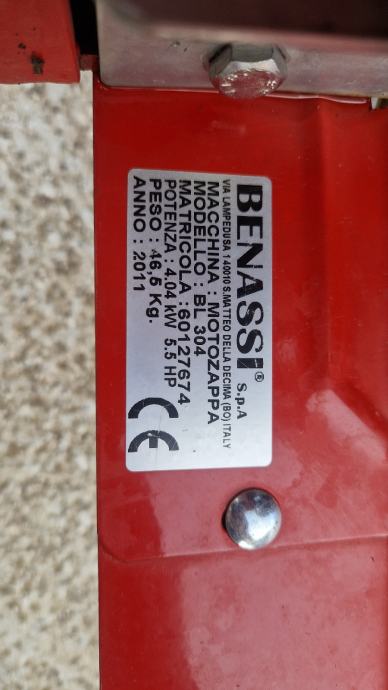 BENASSI® S.p.A
VIA LAMPEDUSA 1 40010 S.MATTEO DELLA DECIMA (BO) ITALY
MACCHINA : MOTOZAPPA
MODELLO : BL 304
MATRICOLA :60127674
POTENZA : 4.04 kW 5.5 HP
PESO : 46,5 Kg.
ANNO : 2011
CE